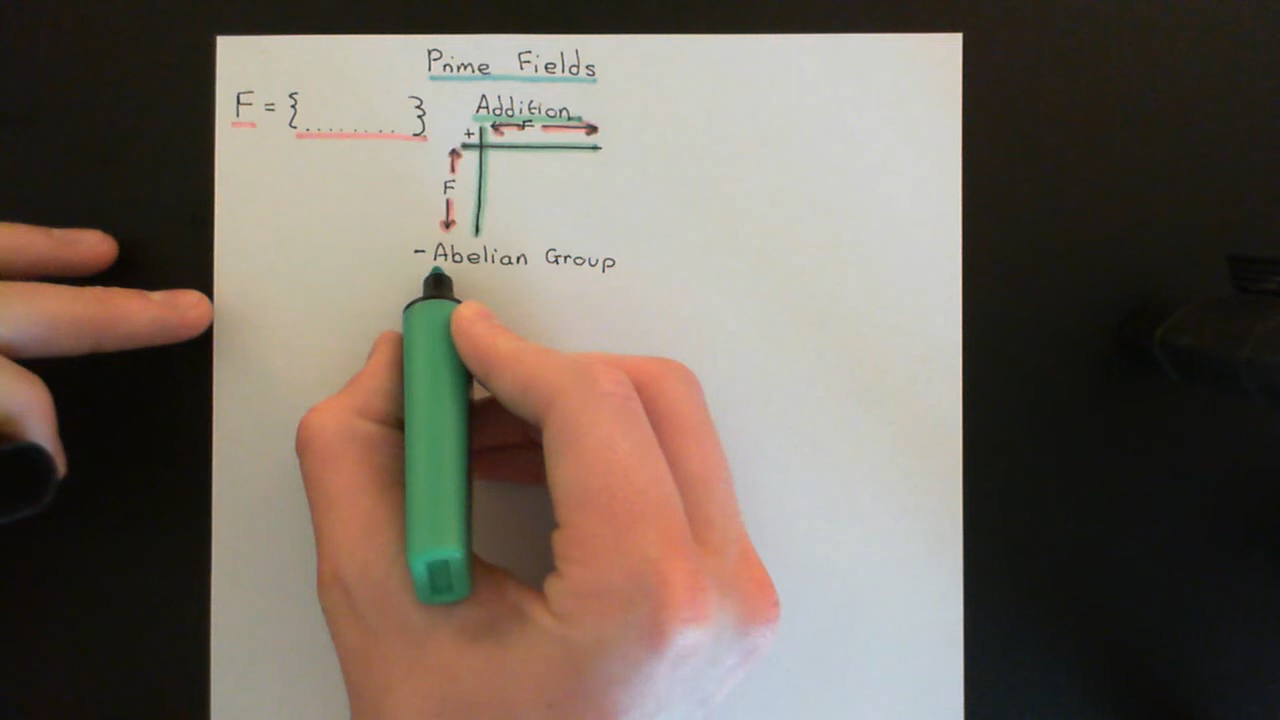 Prime Fields
F = {.........}
Addition
+ F
F
- Abelian Group